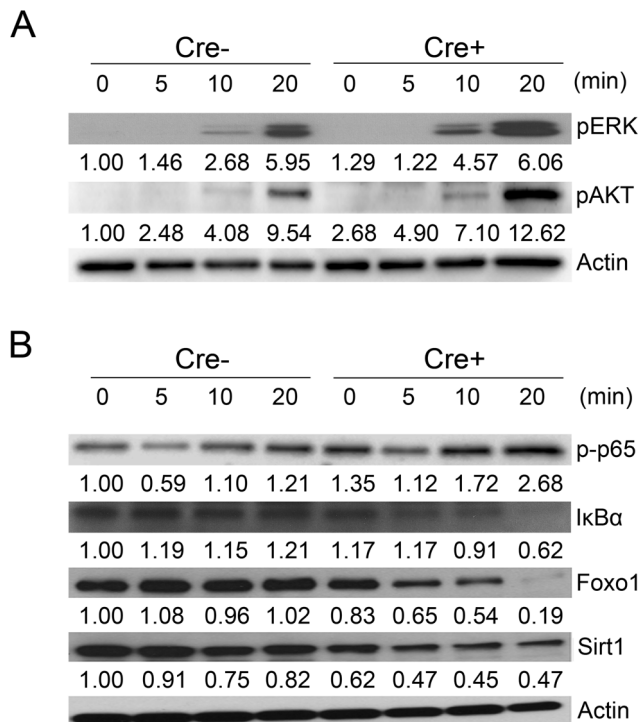 A
Cre- Cre+
0 5 10 20 0 5 10 20 (min)
pERK
1.00 1.46 2.68 5.95 1.29 1.22 4.57 6.06
pAKT
1.00 2.48 4.08 9.54 2.68 4.90 7.10 12.62
Actin
B
Cre- Cre+
0 5 10 20 0 5 10 20 (min)
p-p65
1.00 0.59 1.10 1.21 1.35 1.12 1.72 2.68
IκBα
1.00 1.19 1.15 1.21 1.17 1.17 0.91 0.62
Foxo1
1.00 1.08 0.96 1.02 0.83 0.65 0.54 0.19
Sirt1
1.00 0.91 0.75 0.82 0.62 0.47 0.45 0.47
Actin